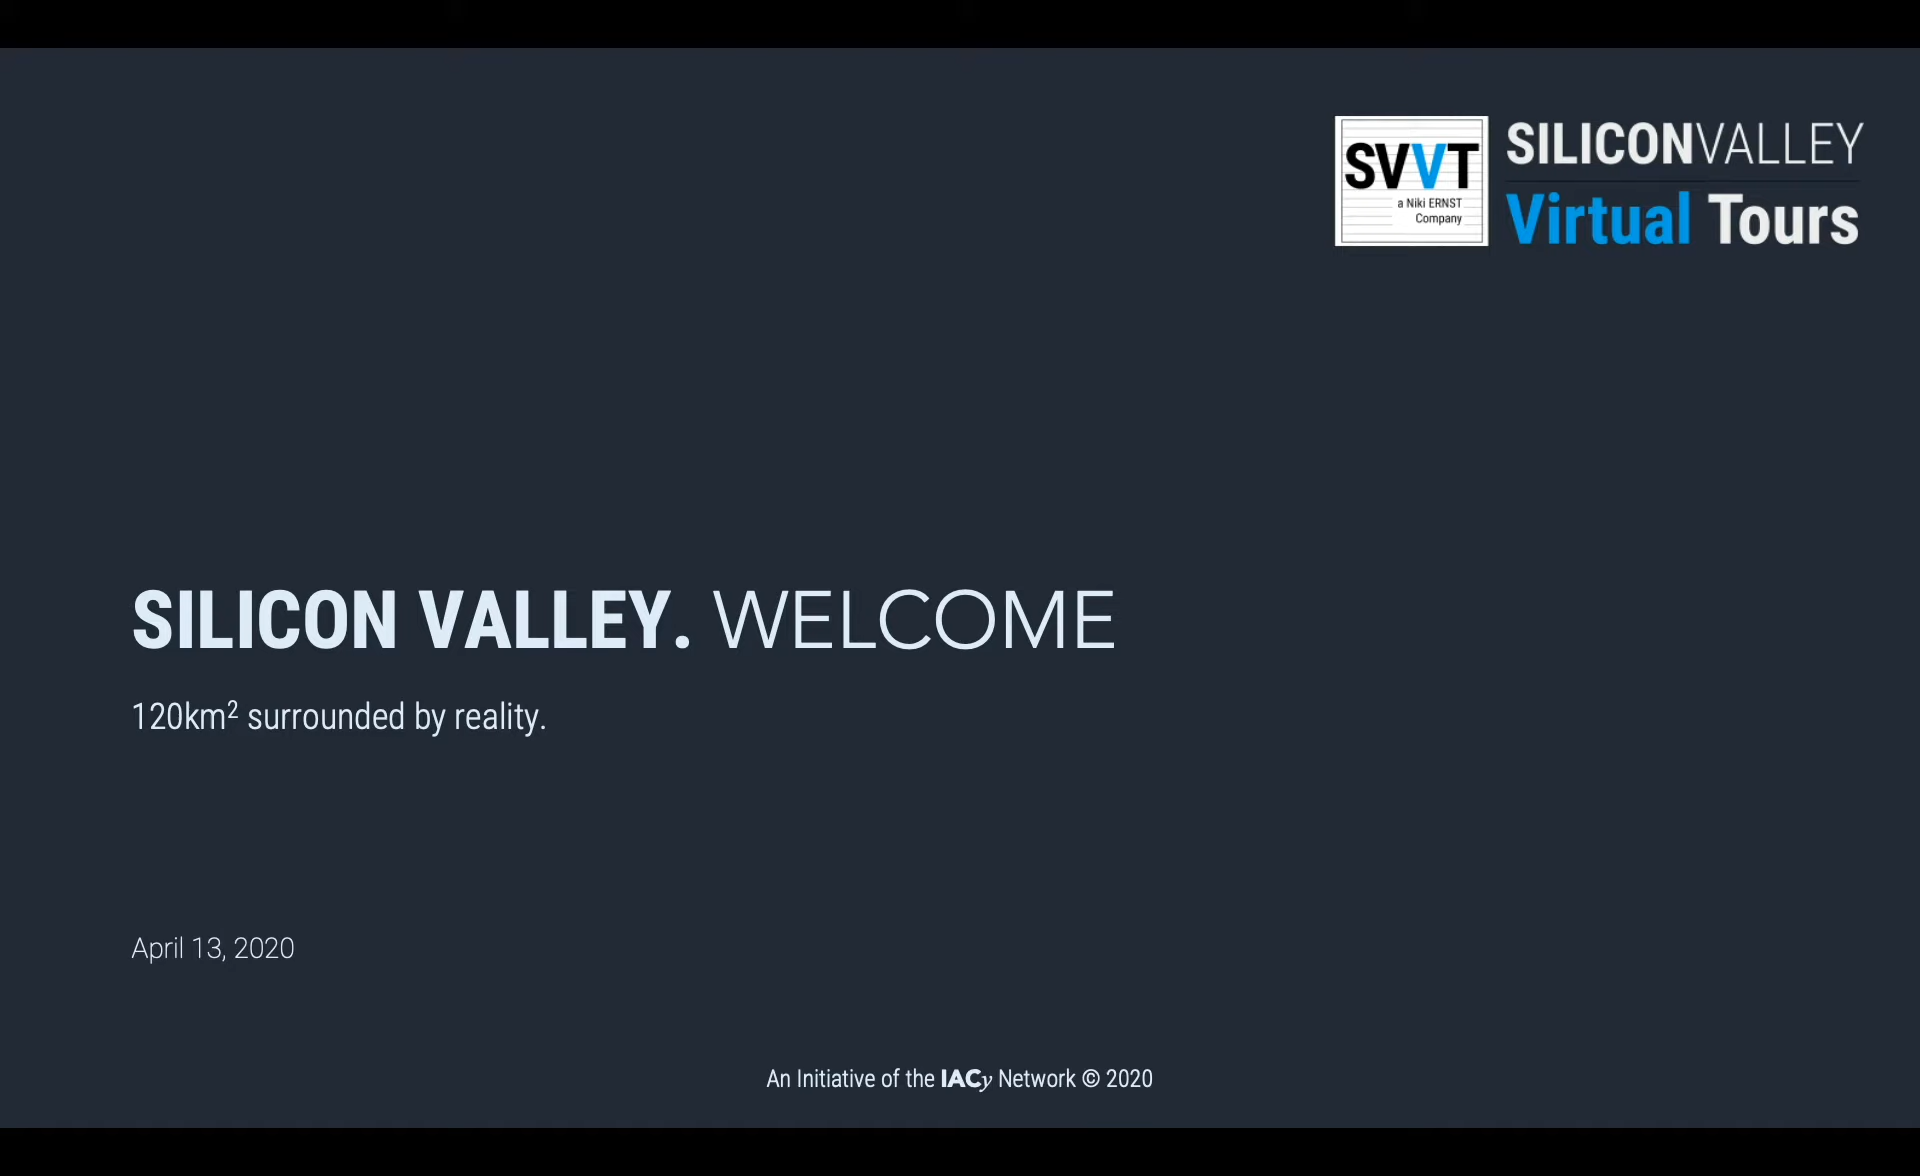 SVVT
a Niki ERNST
Company
SILICONVALLEY
Virtual Tours
SILICON VALLEY. WELCOME
120km² surrounded by reality.
April 13, 2020
An Initiative of the IACy Network © 2020